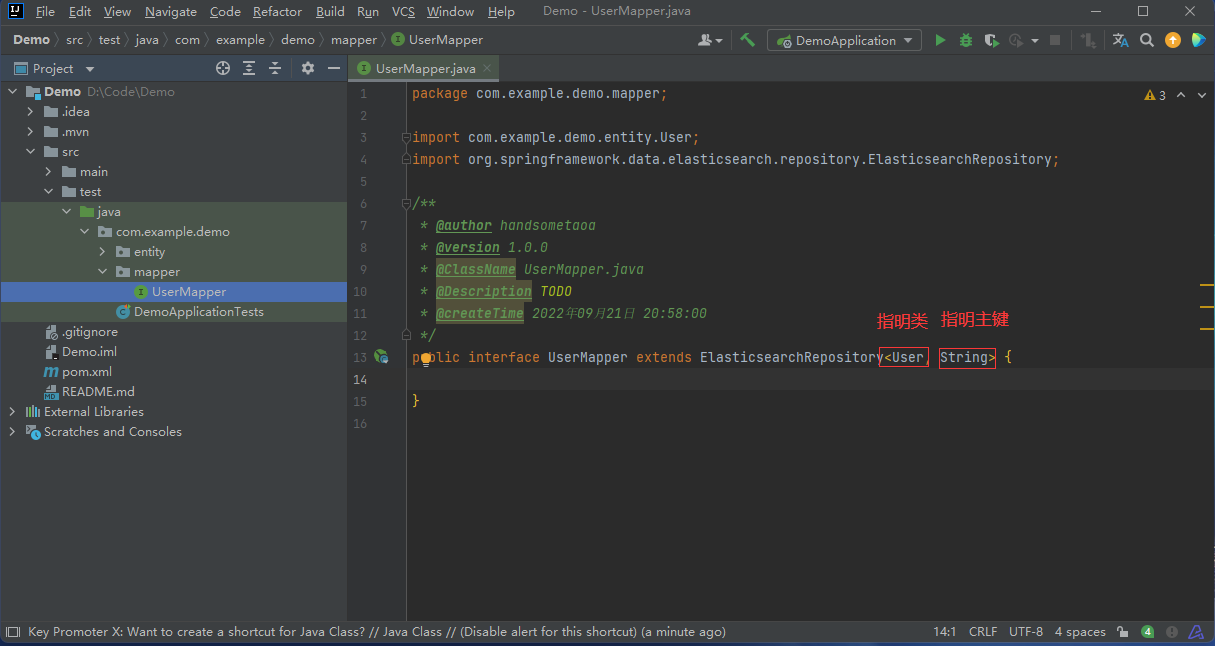 File Edit View Navigate Code Refactor Build Run VCS Window Help Demo - UserMapper.java
Demo src test java com example demo mapper UserMapper DemoApplication
Project UserMapper.java
Demo D:\Code\Demo
.idea
.mvn
src
main
test
java
com.example.demo
entity
mapper
UserMapper
DemoApplicationTests
.gitignore
Demo.iml
pom.xml
README.md
External Libraries
Scratches and Consoles
1 package com.example.demo.mapper;
3
2
3 import com.example.demo.entity.User;
4 import org.springframework.data.elasticsearch.repository.ElasticsearchRepository;
5
6 /**
7 * @author handsometaoa
8 * @version 1.0.0
9 * @ClassName UserMapper.java
10 * @Description TODO
11 * @createTime 2022年09月21日 20:58:00
指明类 指明主键
12 */
13 public interface UserMapper extends ElasticsearchRepository<User, String> {
14
15 }
16
Key Promoter X: Want to create a shortcut for Java Class? // Java Class // (Disable alert for this shortcut) (a minute ago) 14:1 CRLF UTF-8 4 spaces 4